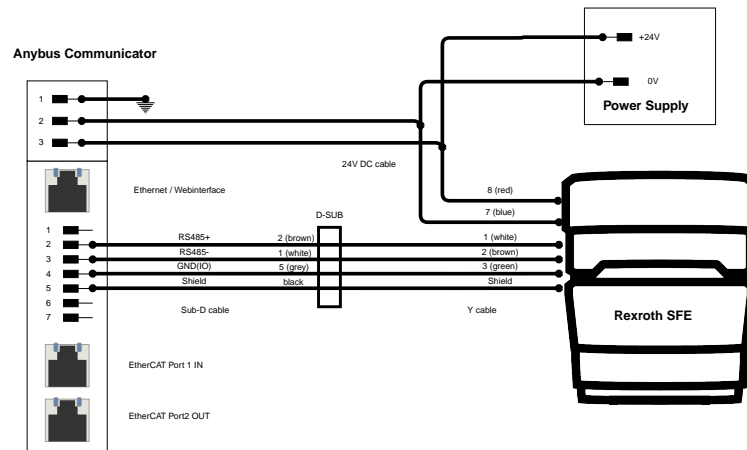 +24V
Anybus Communicator
0V
1
Power Supply
2
3
24V DC cable
Ethernet / Webinterface
8 (red)
D-SUB
7 (blue)
1
2 RS485+ 2 (brown) 1 (white)
3 RS485- 1 (white) 2 (brown)
4 GND(IO) 5 (grey) 3 (green)
5 Shield black Shield
6
Sub-D cable Y cable
7
Rexroth SFE
EtherCAT Port 1 IN
EtherCAT Port2 OUT